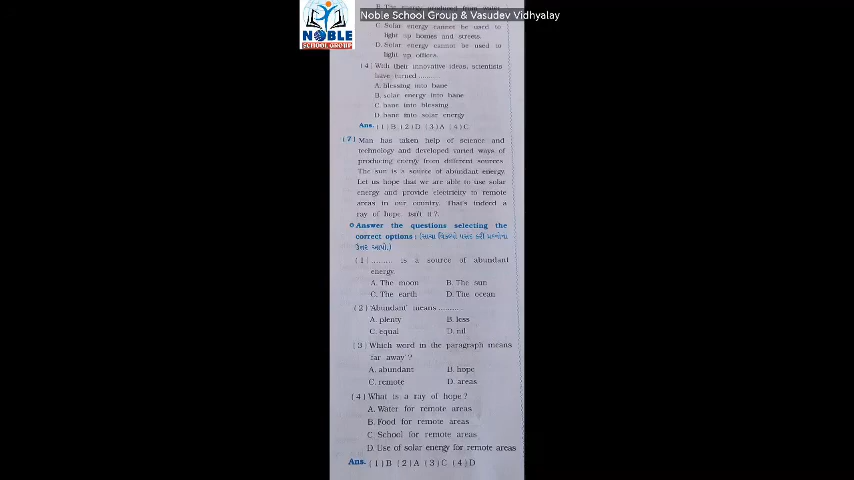 Noble School Group & Vasudev Vidhyalay
NOBLE
SCHOOL GROUP
C. Solar energy cannot be used to
light up homes and streets.
D. Solar energy cannot be used to
light up offices.
( 4 ) With their innovative ideas, scientists
have turned .........
A. blessing into bane
B. solar energy into bane
C. bane into blessing
D. bane into solar energy
Ans. ( 1 ) B ( 2 ) D ( 3 ) A ( 4 ) C
( 7 ) Man has taken help of science and
technology and developed varied ways of
producing energy from different sources.
The sun is a source of abundant energy.
Let us hope that we are able to use solar
energy and provide electricity to remote
areas in our country. That's indeed a
ray of hope, isn't it ?
Answer the questions selecting the
correct options : (સાચા વિકલ્પો પસંદ કરી પ્રશ્નોના
ઉત્તર આપો.)
( 1 ) ......... is a source of abundant
energy.
A. The moon B. The sun
C. The earth D. The ocean
( 2 ) 'Abundant' means .........
A. plenty B. less
C. equal D. nil
( 3 ) Which word in the paragraph means
'far away' ?
A. abundant B. hope
C. remote D. areas
( 4 ) What is a ray of hope ?
A. Water for remote areas
B. Food for remote areas
C. School for remote areas
D. Use of solar energy for remote areas
Ans. ( 1 ) B ( 2 ) A ( 3 ) C ( 4 ) D